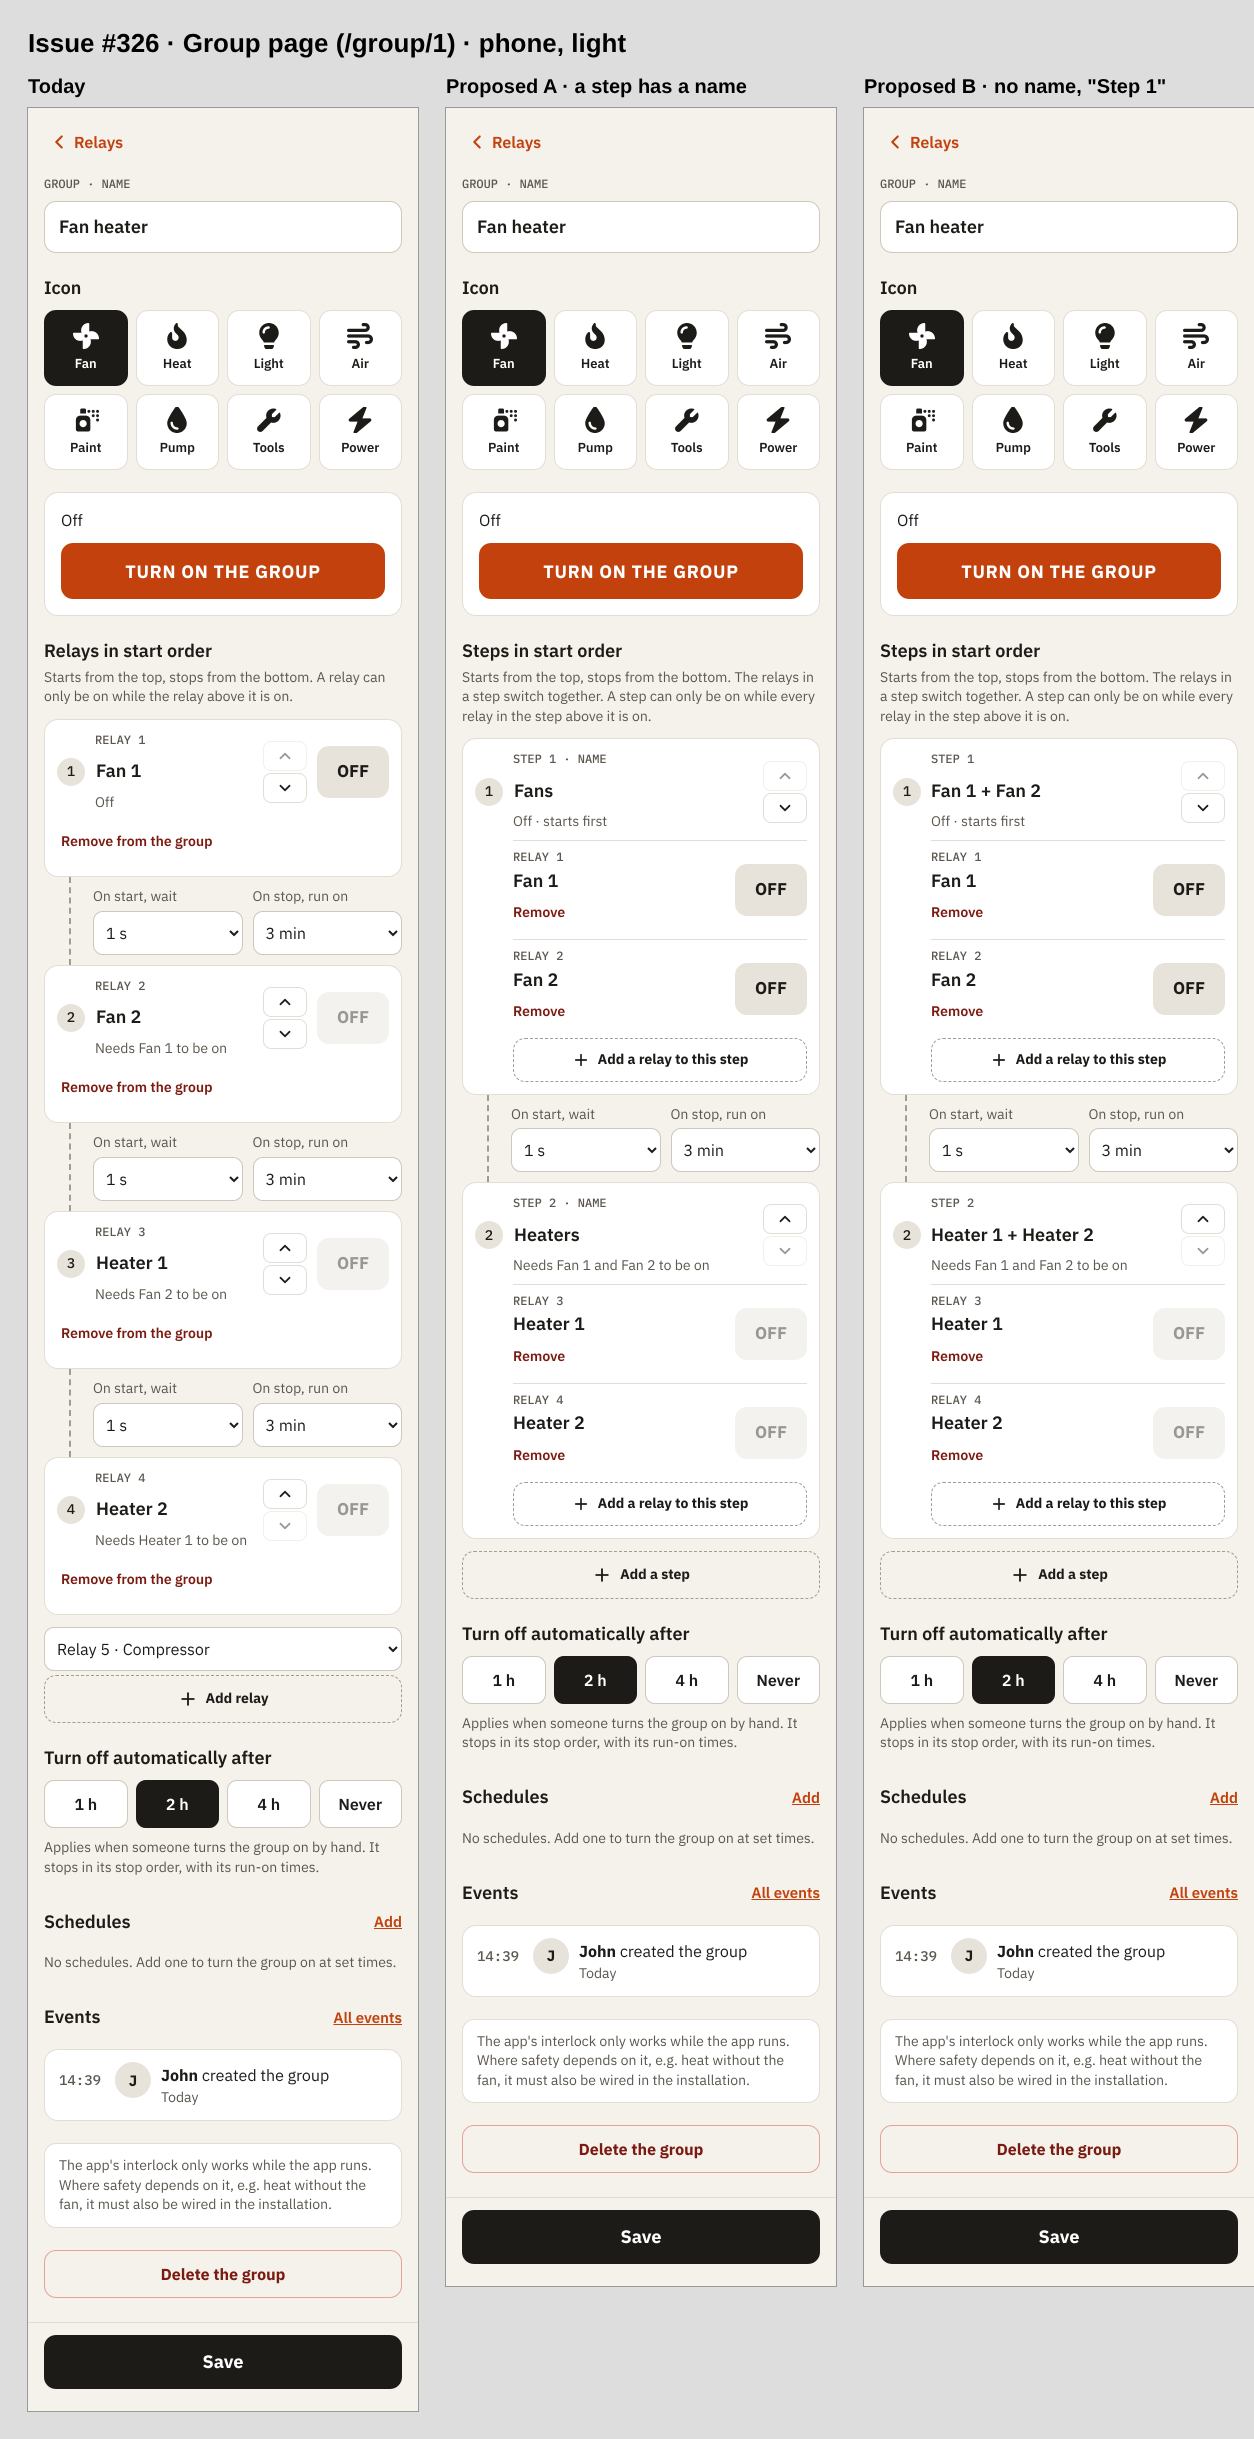 Issue #326 · Group page (/group/1) · phone, light
Today
Relays
GROUP · NAME
Fan heater
Icon
Fan
Heat
Light
Air
Paint
Pump
Tools
Power
Off
TURN ON THE GROUP
Relays in start order
Starts from the top, stops from the bottom. A relay can
only be on while the relay above it is on.
RELAY 1
1
Fan 1
Off
OFF
Remove from the group
On start, wait
On stop, run on
1 s
3 min
RELAY 2
2
Fan 2
Needs Fan 1 to be on
OFF
Remove from the group
On start, wait
On stop, run on
1 s
3 min
RELAY 3
3
Heater 1
Needs Fan 2 to be on
OFF
Remove from the group
On start, wait
On stop, run on
1 s
3 min
RELAY 4
4
Heater 2
Needs Heater 1 to be on
OFF
Remove from the group
Relay 5 · Compressor
+ Add relay
Turn off automatically after
1 h
2 h
4 h
Never
Applies when someone turns the group on by hand. It
stops in its stop order, with its run-on times.
Schedules
Add
No schedules. Add one to turn the group on at set times.
Events
All events
14:39
J
John created the group
Today
The app's interlock only works while the app runs.
Where safety depends on it, e.g. heat without the
fan, it must also be wired in the installation.
Delete the group
Save
Proposed A · a step has a name
Relays
GROUP · NAME
Fan heater
Icon
Fan
Heat
Light
Air
Paint
Pump
Tools
Power
Off
TURN ON THE GROUP
Steps in start order
Starts from the top, stops from the bottom. The relays in
a step switch together. A step can only be on while every
relay in the step above it is on.
STEP 1 · NAME
1
Fans
Off · starts first
RELAY 1
Fan 1
OFF
Remove
RELAY 2
Fan 2
OFF
Remove
+ Add a relay to this step
On start, wait
On stop, run on
1 s
3 min
STEP 2 · NAME
2
Heaters
Needs Fan 1 and Fan 2 to be on
RELAY 3
Heater 1
OFF
Remove
RELAY 4
Heater 2
OFF
Remove
+ Add a relay to this step
+ Add a step
Turn off automatically after
1 h
2 h
4 h
Never
Applies when someone turns the group on by hand. It
stops in its stop order, with its run-on times.
Schedules
Add
No schedules. Add one to turn the group on at set times.
Events
All events
14:39
J
John created the group
Today
The app's interlock only works while the app runs.
Where safety depends on it, e.g. heat without the
fan, it must also be wired in the installation.
Delete the group
Save
Proposed B · no name, "Step 1"
Relays
GROUP · NAME
Fan heater
Icon
Fan
Heat
Light
Air
Paint
Pump
Tools
Power
Off
TURN ON THE GROUP
Steps in start order
Starts from the top, stops from the bottom. The relays in
a step switch together. A step can only be on while every
relay in the step above it is on.
STEP 1
1
Fan 1 + Fan 2
Off · starts first
RELAY 1
Fan 1
OFF
Remove
RELAY 2
Fan 2
OFF
Remove
+ Add a relay to this step
On start, wait
On stop, run on
1 s
3 min
STEP 2
2
Heater 1 + Heater 2
Needs Fan 1 and Fan 2 to be on
RELAY 3
Heater 1
OFF
Remove
RELAY 4
Heater 2
OFF
Remove
+ Add a relay to this step
+ Add a step
Turn off automatically after
1 h
2 h
4 h
Never
Applies when someone turns the group on by hand. It
stops in its stop order, with its run-on times.
Schedules
Add
No schedules. Add one to turn the group on at set times.
Events
All events
14:39
J
John created the group
Today
The app's interlock only works while the app runs.
Where safety depends on it, e.g. heat without the
fan, it must also be wired in the installation.
Delete the group
Save